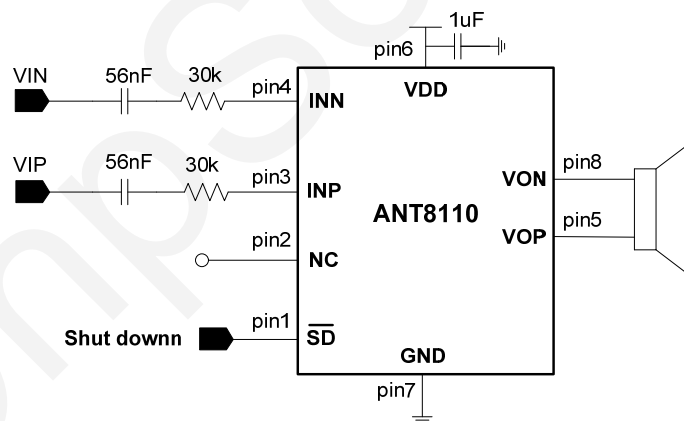 1uF
pin6
VIN
56nF
30k
pin4
INN
VDD
VIP
56nF
30k
pin3
INP
VON
pin8
ANT8110
pin2
NC
VOP
pin5
Shut downn
pin1
SD
GND
pin7